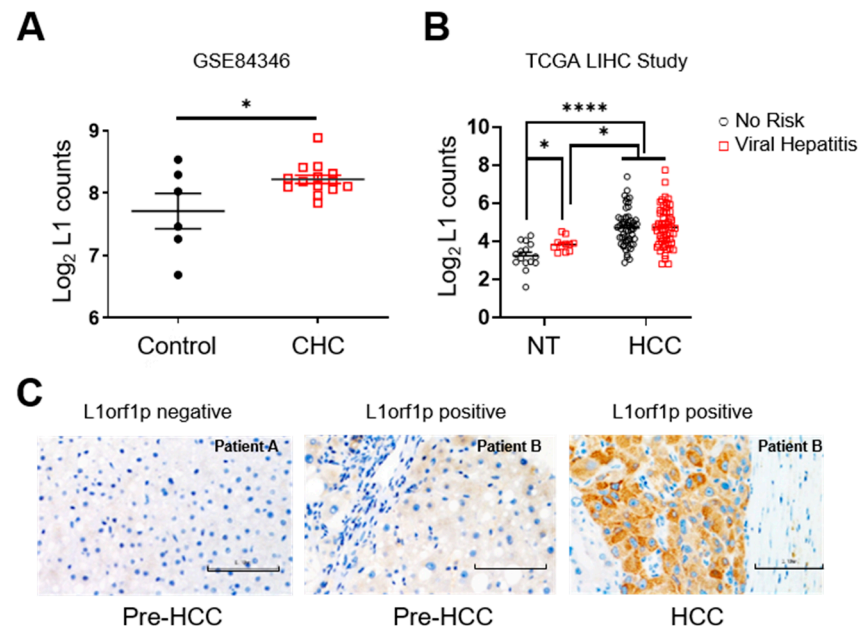 A
GSE84346
*
Log2 L1 counts
9
8
7
6
Control
CHC
B
TCGA LIHC Study
****
*
*
No Risk
Viral Hepatitis
Log2 L1 counts
10
8
6
4
2
0
NT
HCC
C
L1orf1p negative
L1orf1p positive
L1orf1p positive
Patient A
Patient B
Patient B
Pre-HCC
Pre-HCC
HCC